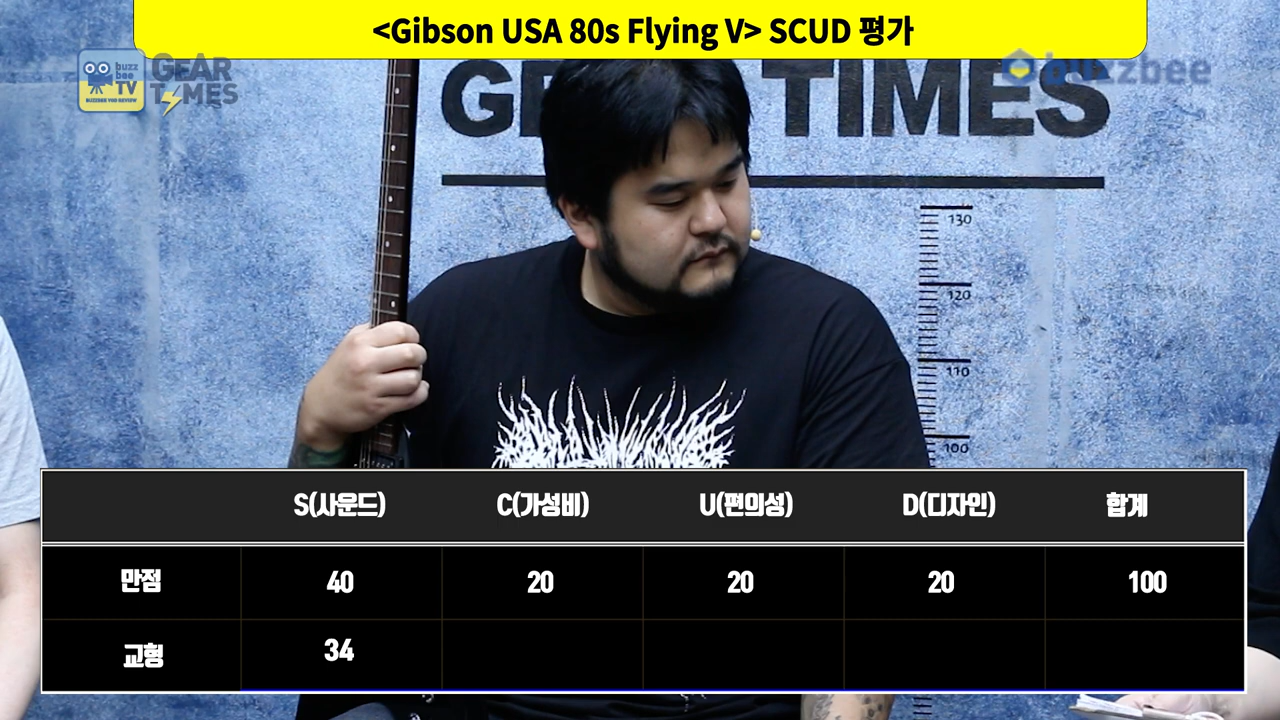 <Gibson USA 80s Flying V> SCUD 평가
buzz
bee
TV
BUZZBEE YOU REVIEW
GEAR
TIMES
buzzbee
TIMES
130
120
110
100
S(사운드) C(가성비) U(편의성) D(디자인) 합계
만점 40 20 20 20 100
교형 34